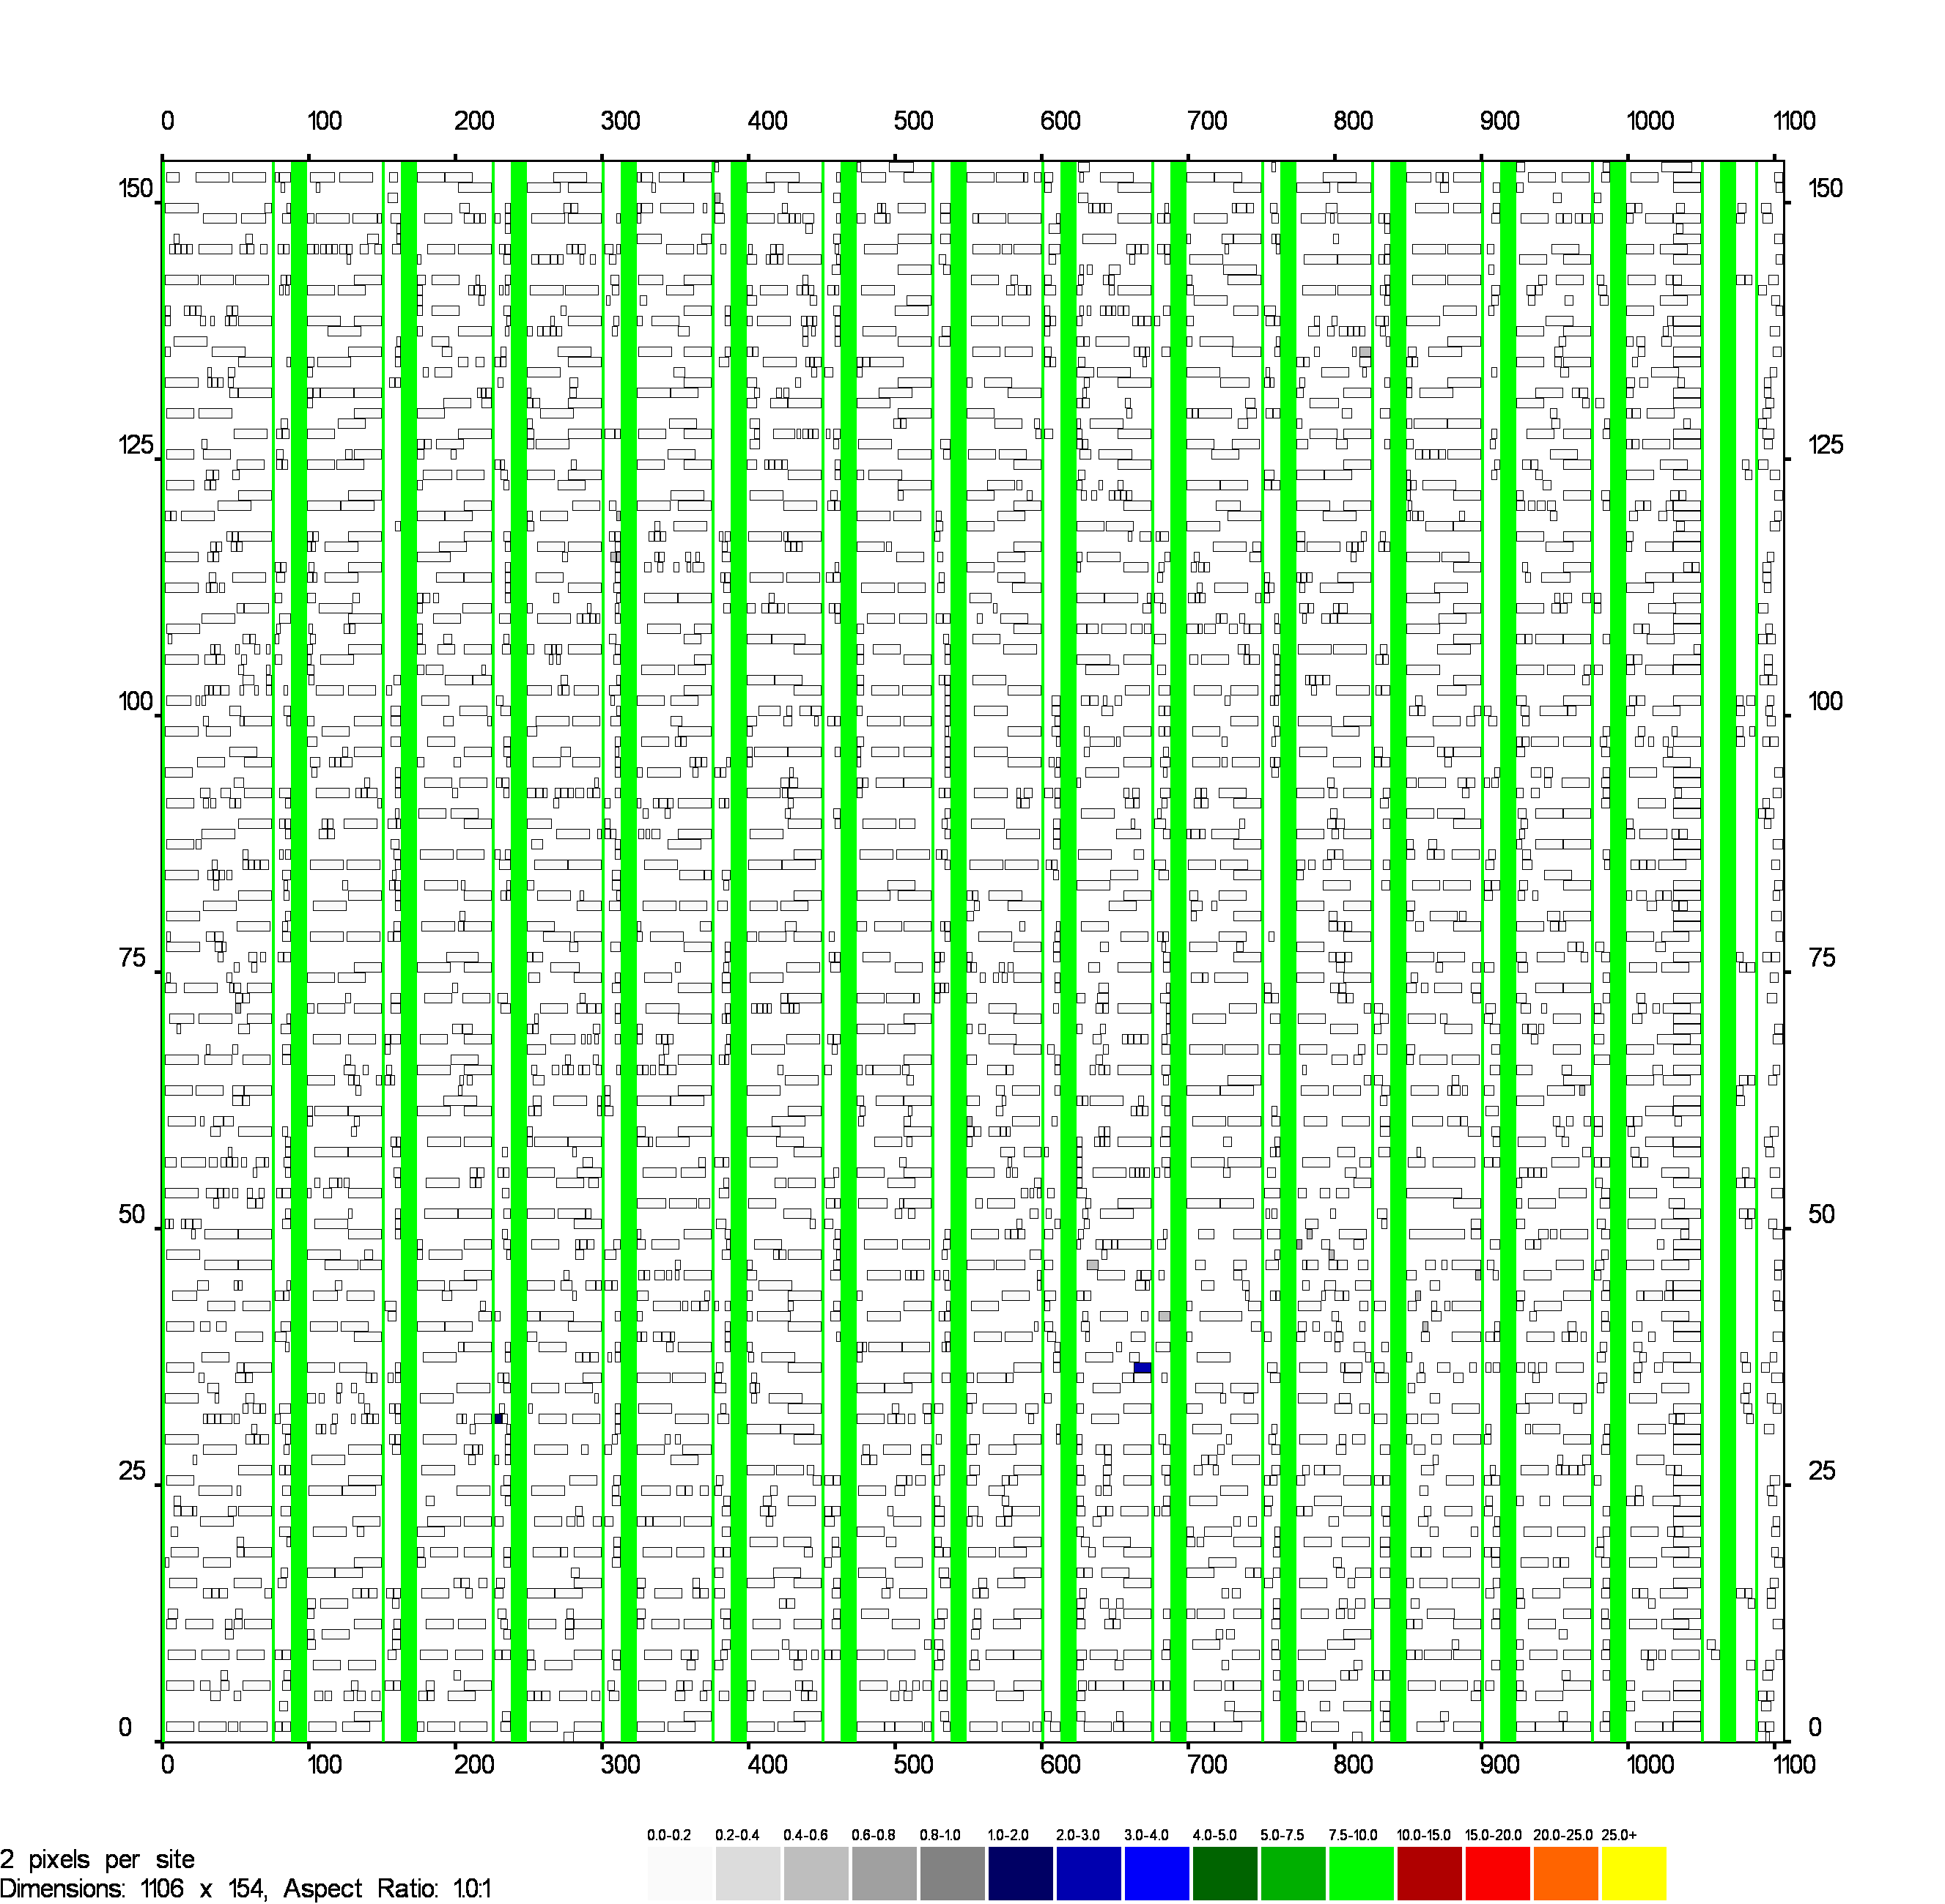 0 100 200 300 400 500 600 700 800 900 1000 1100
150 150
125 125
100 100
75 75
50 50
25 25
0 0
0 100 200 300 400 500 600 700 800 900 1000 1100
0.0-0.2 0.2-0.4 0.4-0.6 0.6-0.8 0.8-1.0 1.0-2.0 2.0-3.0 3.0-4.0 4.0-5.0 5.0-7.5 7.5-10.0 10.0-15.0 15.0-20.0 20.0-25.0 25.0+
2 pixels per site
Dimensions: 1106 x 154, Aspect Ratio: 1.0:1